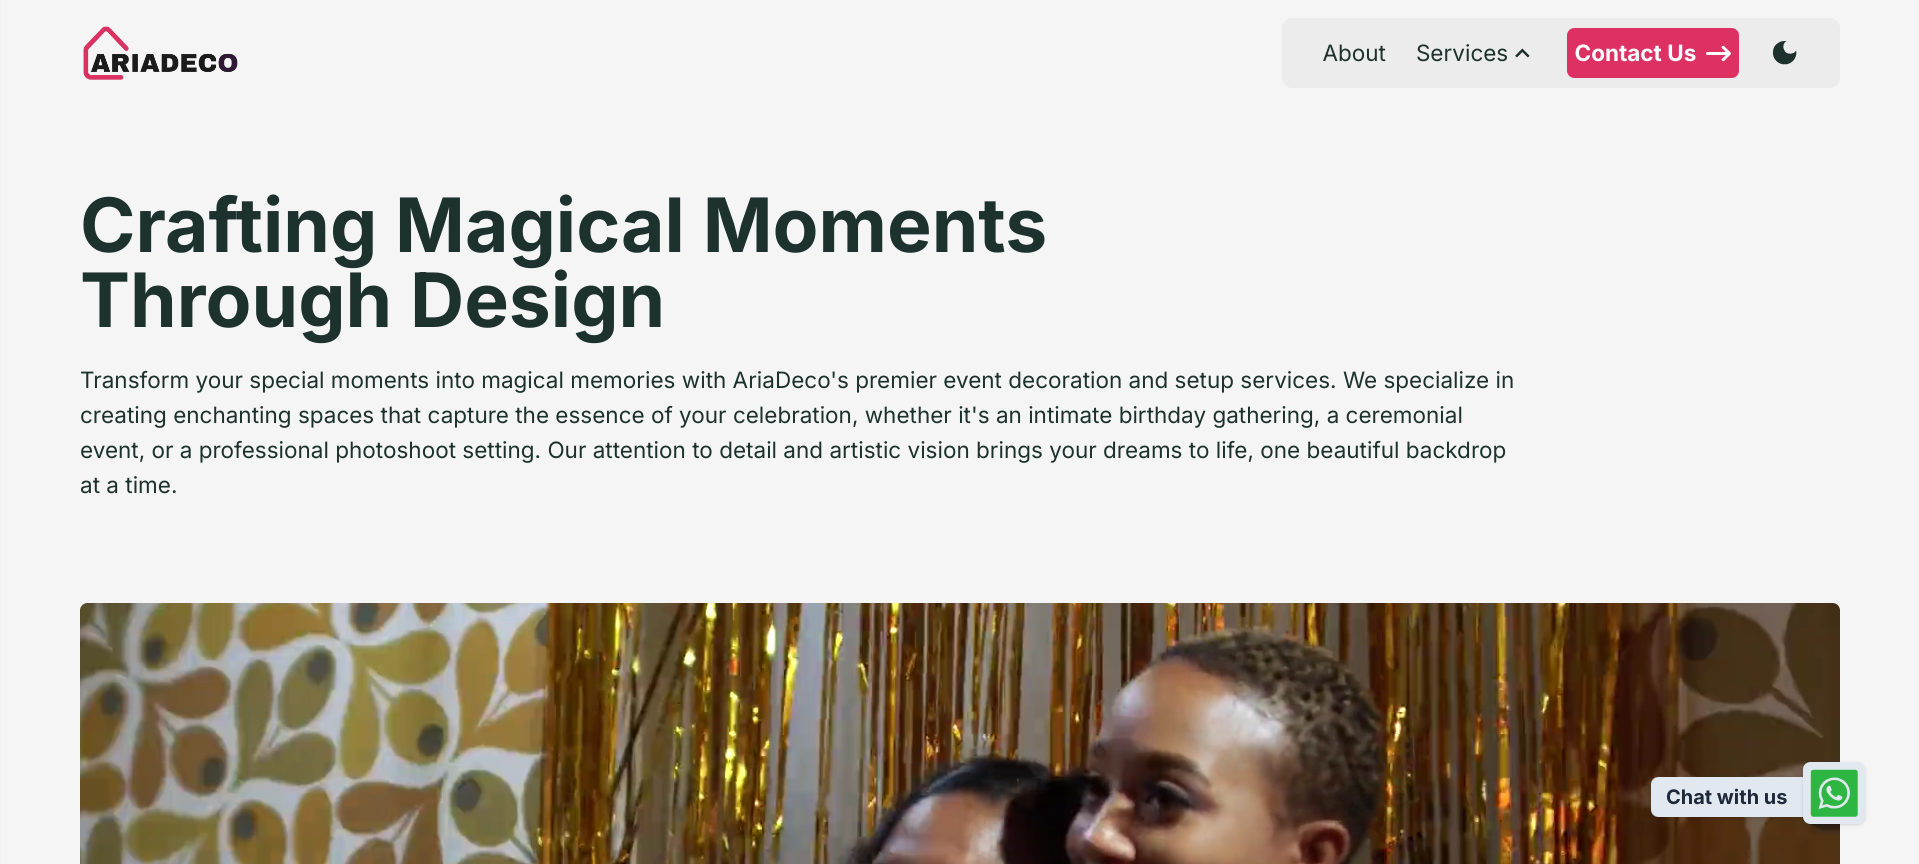 ARIADECO
About
Services
Contact Us
Crafting Magical Moments
Through Design
Transform your special moments into magical memories with AriaDeco's premier event decoration and setup services. We specialize in
creating enchanting spaces that capture the essence of your celebration, whether it's an intimate birthday gathering, a ceremonial
event, or a professional photoshoot setting. Our attention to detail and artistic vision brings your dreams to life, one beautiful backdrop
at a time.
Chat with us